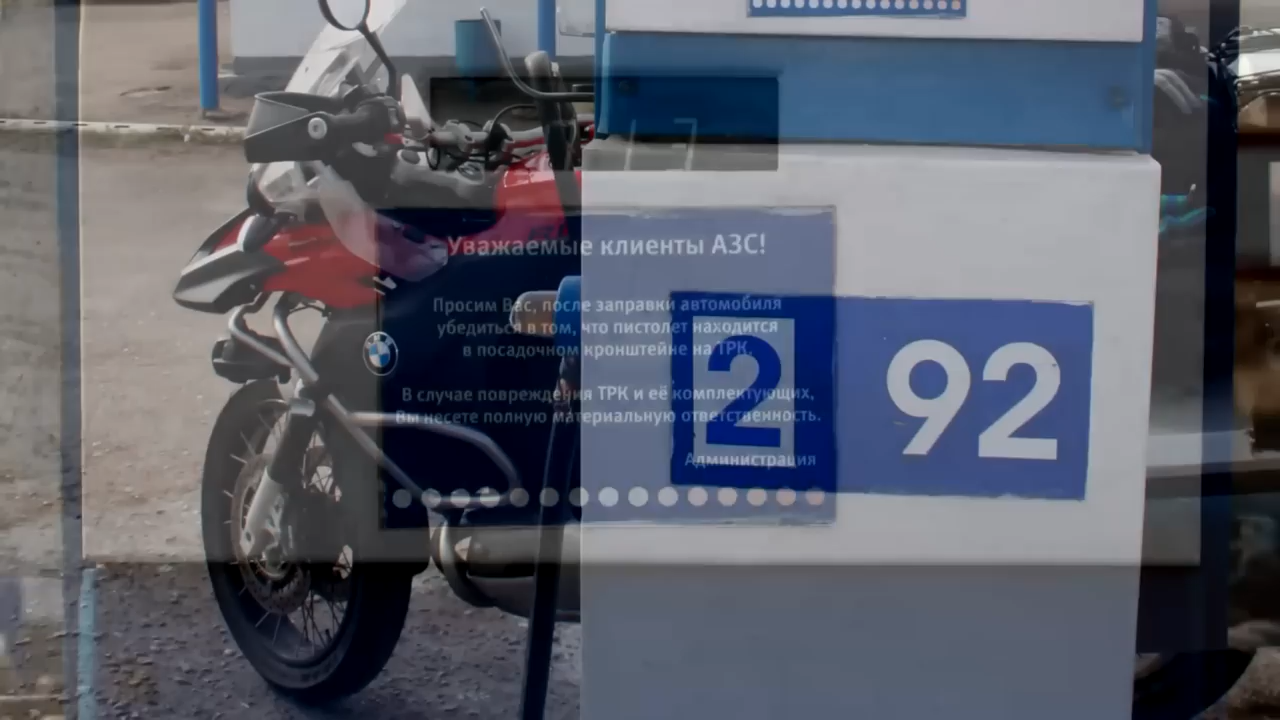 Уважаемые клиенты АЗС!
Просим Вас, после заправки автомобиля
убедиться в том, что пистолет находится
в посадочном кронштейне на ТРК.
В случае повреждения ТРК и её комплектующих,
Вы несете полную материальную ответственность.
Администрация
2 92
BMW